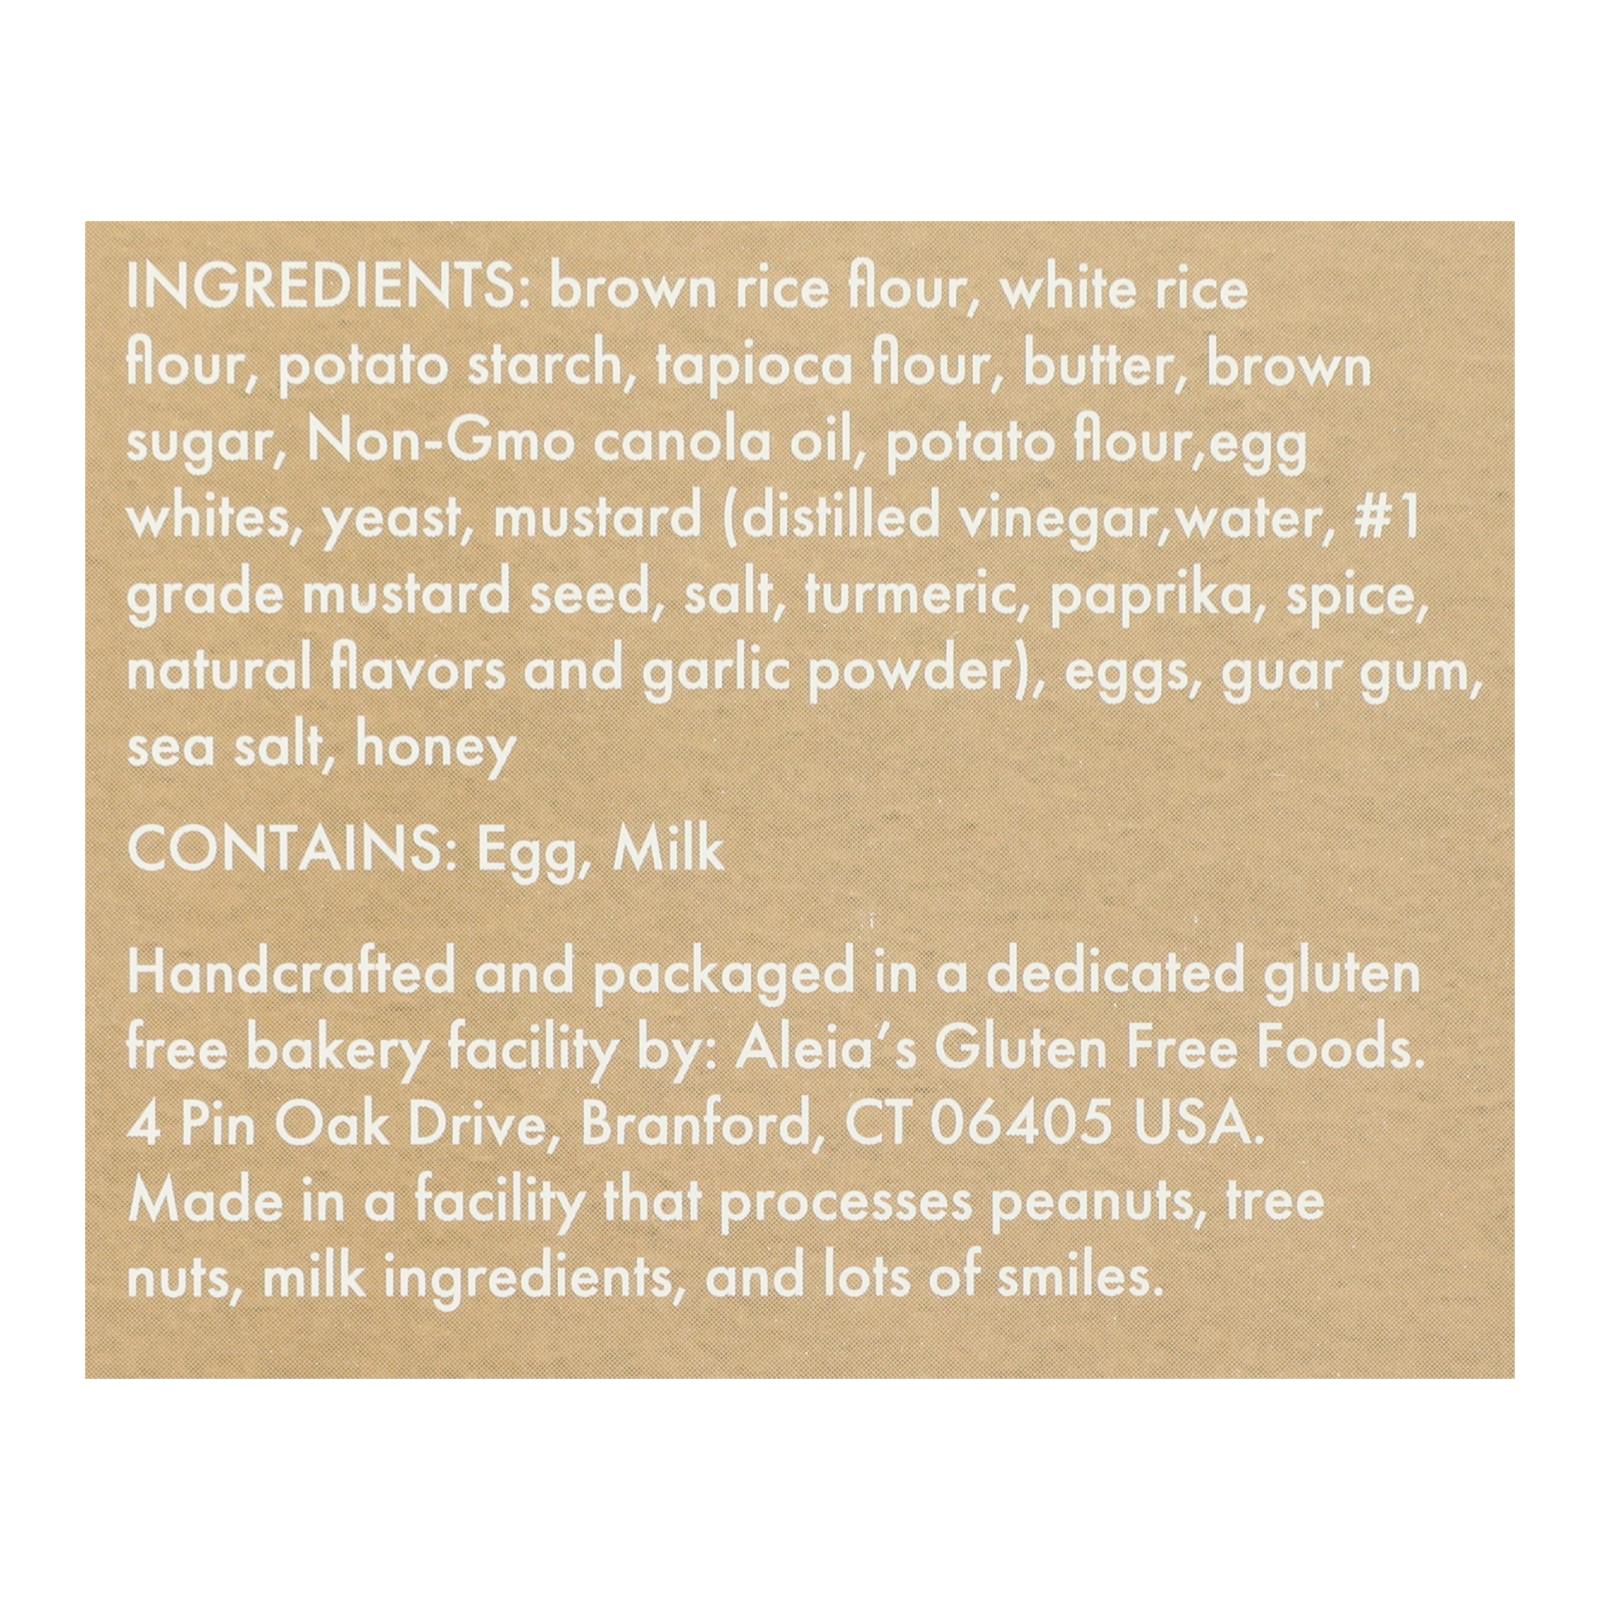 INGREDIENTS: brown rice flour, white rice
flour, potato starch, tapioca flour, butter, brown
sugar, Non-Gmo canola oil, potato flour,egg
whites, yeast, mustard (distilled vinegar,water, #1
grade mustard seed, salt, turmeric, paprika, spice,
natural flavors and garlic powder), eggs, guar gum,
sea salt, honey
CONTAINS: Egg, Milk
Handcrafted and packaged in a dedicated gluten
free bakery facility by: Aleia’s Gluten Free Foods.
4 Pin Oak Drive, Branford, CT 06405 USA.
Made in a facility that processes peanuts, tree
nuts, milk ingredients, and lots of smiles.